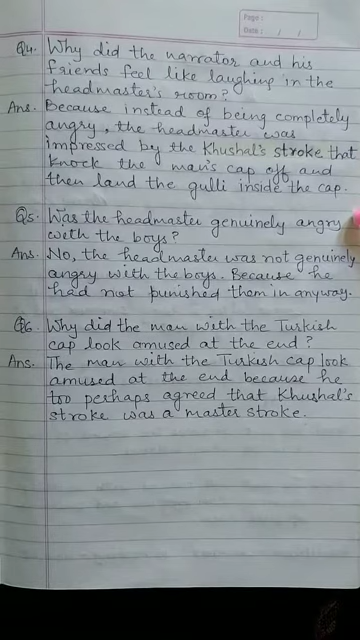 Page :
Date : / /
Q4. Why did the narrator and his
friends feel like laughing in the
headmaster's room?
Ans. Because instead of being completely
angry, the headmaster was
impressed by the Khushal's stroke that
knock the man's cap off and
then land the gulli inside the cap.
Q5. Was the headmaster genuinely angry
with the boys?
Ans. No, the headmaster was not genuinely
angry with the boys. Because he
had not punished them in anyway.
Q6. Why did the man with the Turkish
cap look amused at the end?
Ans. The man with the Turkish cap look
amused at the end because he
too perhaps agreed that Khushal's
stroke was a master stroke.